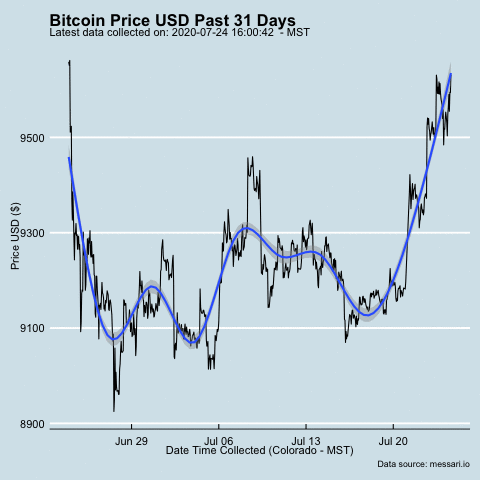 Bitcoin Price USD Past 31 Days
Latest data collected on: 2020-07-24 16:00:42 - MST
Price USD ($)
9500
9300
9100
8900
Jun 29 Jul 06 Jul 13 Jul 20
Date Time Collected (Colorado - MST)
Data source: messari.io